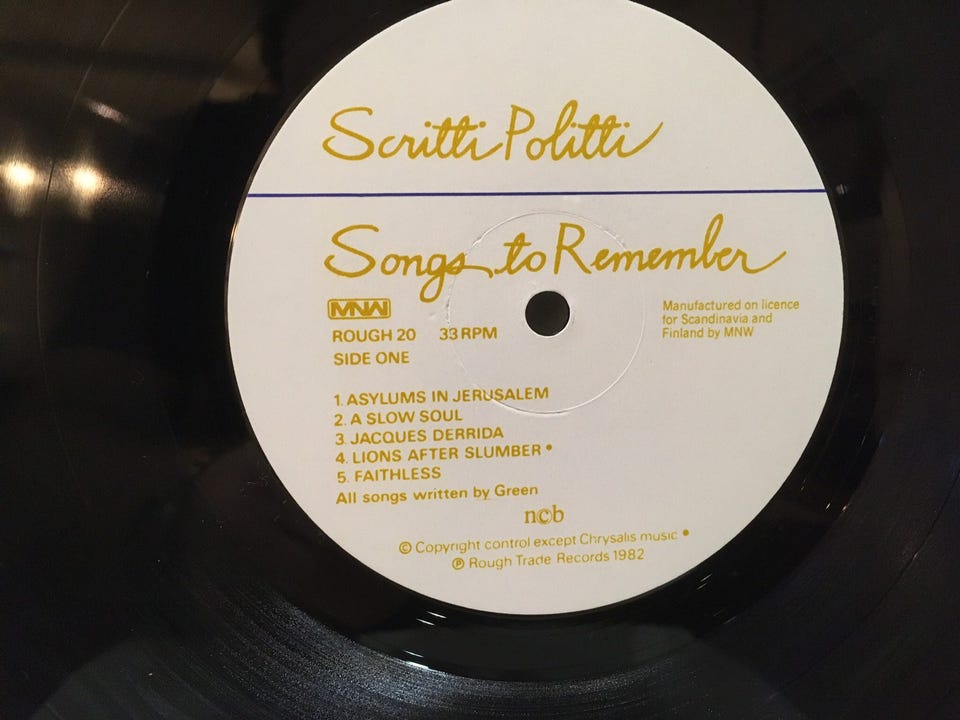 Scritti Politti
Songs to Remember
MNW
ROUGH 20 33 RPM
SIDE ONE
Manufactured on licence
for Scandinavia and
Finland by MNW
1. ASYLUMS IN JERUSALEM
2. A SLOW SOUL
3. JACQUES DERRIDA
4. LIONS AFTER SLUMBER •
5. FAITHLESS
All songs written by Green
ncb
© Copyright control except Chrysalis music •
℗ Rough Trade Records 1982